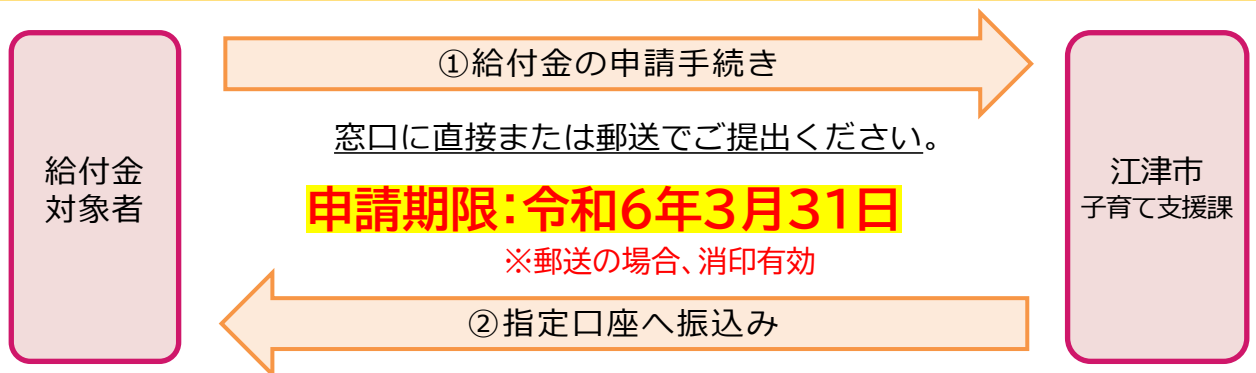 ①給付金の申請手続き
給付金
対象者
窓口に直接または郵送でご提出ください。
申請期限：令和6年3月31日
※郵送の場合、消印有効
江津市
子育て支援課
②指定口座へ振込み